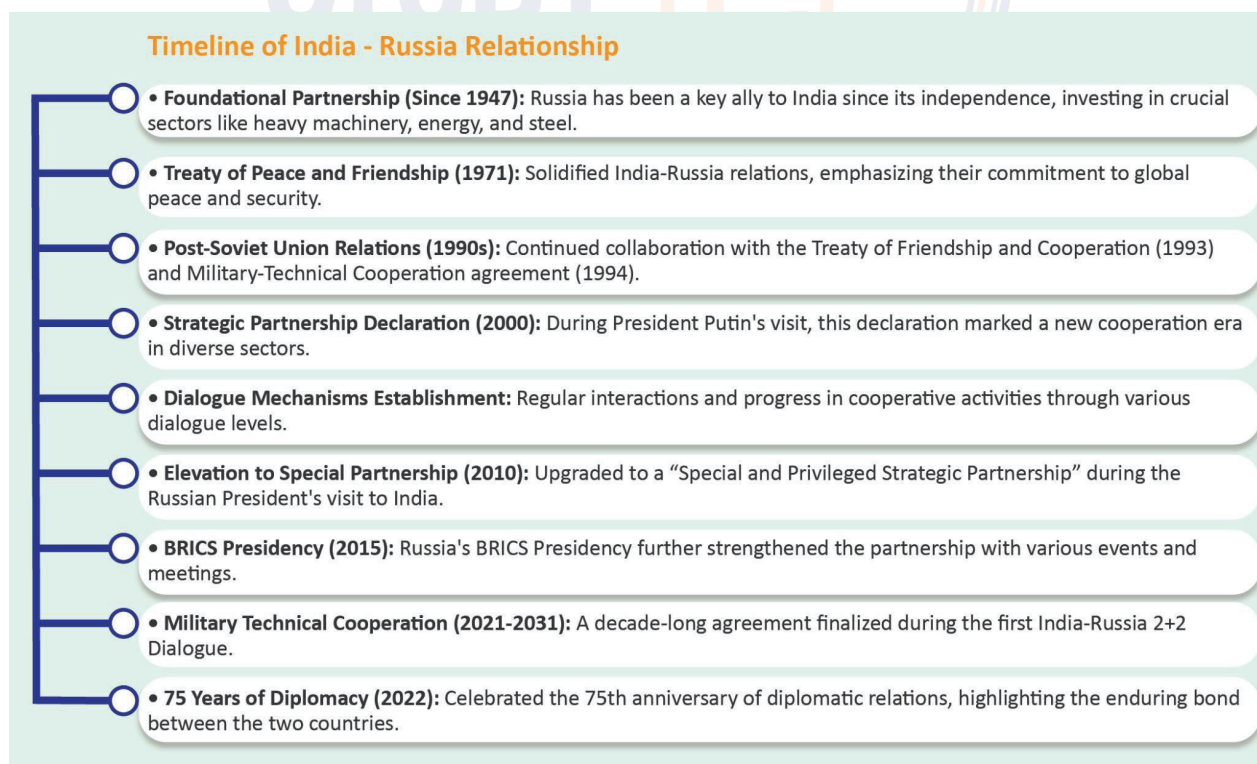 Timeline of India - Russia Relationship
• Foundational Partnership (Since 1947): Russia has been a key ally to India since its independence, investing in crucial
sectors like heavy machinery, energy, and steel.
• Treaty of Peace and Friendship (1971): Solidified India-Russia relations, emphasizing their commitment to global
peace and security.
• Post-Soviet Union Relations (1990s): Continued collaboration with the Treaty of Friendship and Cooperation (1993)
and Military-Technical Cooperation agreement (1994).
• Strategic Partnership Declaration (2000): During President Putin's visit, this declaration marked a new cooperation era
in diverse sectors.
• Dialogue Mechanisms Establishment: Regular interactions and progress in cooperative activities through various
dialogue levels.
• Elevation to Special Partnership (2010): Upgraded to a “Special and Privileged Strategic Partnership” during the
Russian President's visit to India.
• BRICS Presidency (2015): Russia's BRICS Presidency further strengthened the partnership with various events and
meetings.
• Military Technical Cooperation (2021-2031): A decade-long agreement finalized during the first India-Russia 2+2
Dialogue.
• 75 Years of Diplomacy (2022): Celebrated the 75th anniversary of diplomatic relations, highlighting the enduring bond
between the two countries.